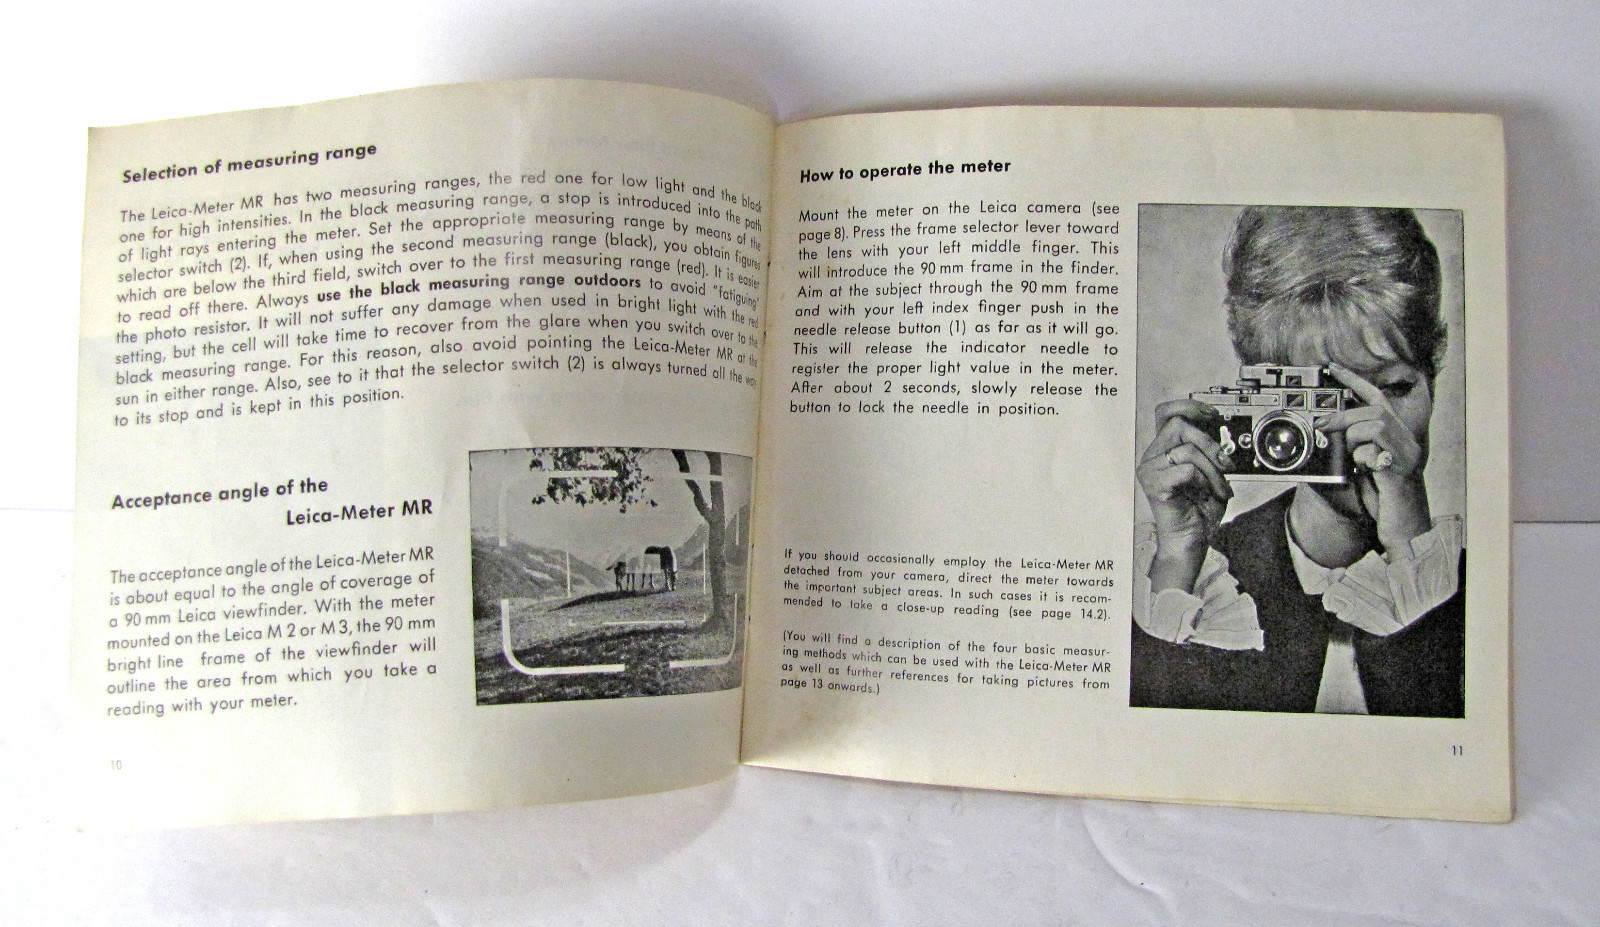 Selection of measuring range
The Leica-Meter MR has two measuring ranges, the red one for low light and the black
one for high intensities. In the black measuring range, a stop is introduced into the path
of light rays entering the meter. Set the appropriate measuring range by means of the
selector switch (2). If, when using the second measuring range (black), you obtain figures
which are below the third field, switch over to the first measuring range (red). It is easier
to read off there. Always use the black measuring range outdoors to avoid "fatiguing"
the photo resistor. It will not suffer any damage when used in bright light with the red
setting, but the cell will take time to recover from the glare when you switch over to the
black measuring range. For this reason, also avoid pointing the Leica-Meter MR at the
sun in either range. Also, see to it that the selector switch (2) is always turned all the way
to its stop and is kept in this position.
Acceptance angle of the
Leica-Meter MR
The acceptance angle of the Leica-Meter MR
is about equal to the angle of coverage of
a 90 mm Leica viewfinder. With the meter
mounted on the Leica M 2 or M 3, the 90 mm
bright line frame of the viewfinder will
outline the area from which you take a
reading with your meter.
10
How to operate the meter
Mount the meter on the Leica camera (see
page 8). Press the frame selector lever toward
the lens with your left middle finger. This
will introduce the 90 mm frame in the finder.
Aim at the subject through the 90 mm frame
and with your left index finger push in the
needle release button (1) as far as it will go.
This will release the indicator needle to
register the proper light value in the meter.
After about 2 seconds, slowly release the
button to lock the needle in position.
If you should occasionally employ the Leica-Meter MR
detached from your camera, direct the meter towards
the important subject areas. In such cases it is recom-
mended to take a close-up reading (see page 14.2).
(You will find a description of the four basic measur-
ing methods which can be used with the Leica-Meter MR
as well as further references for taking pictures from
page 13 onwards.)
11